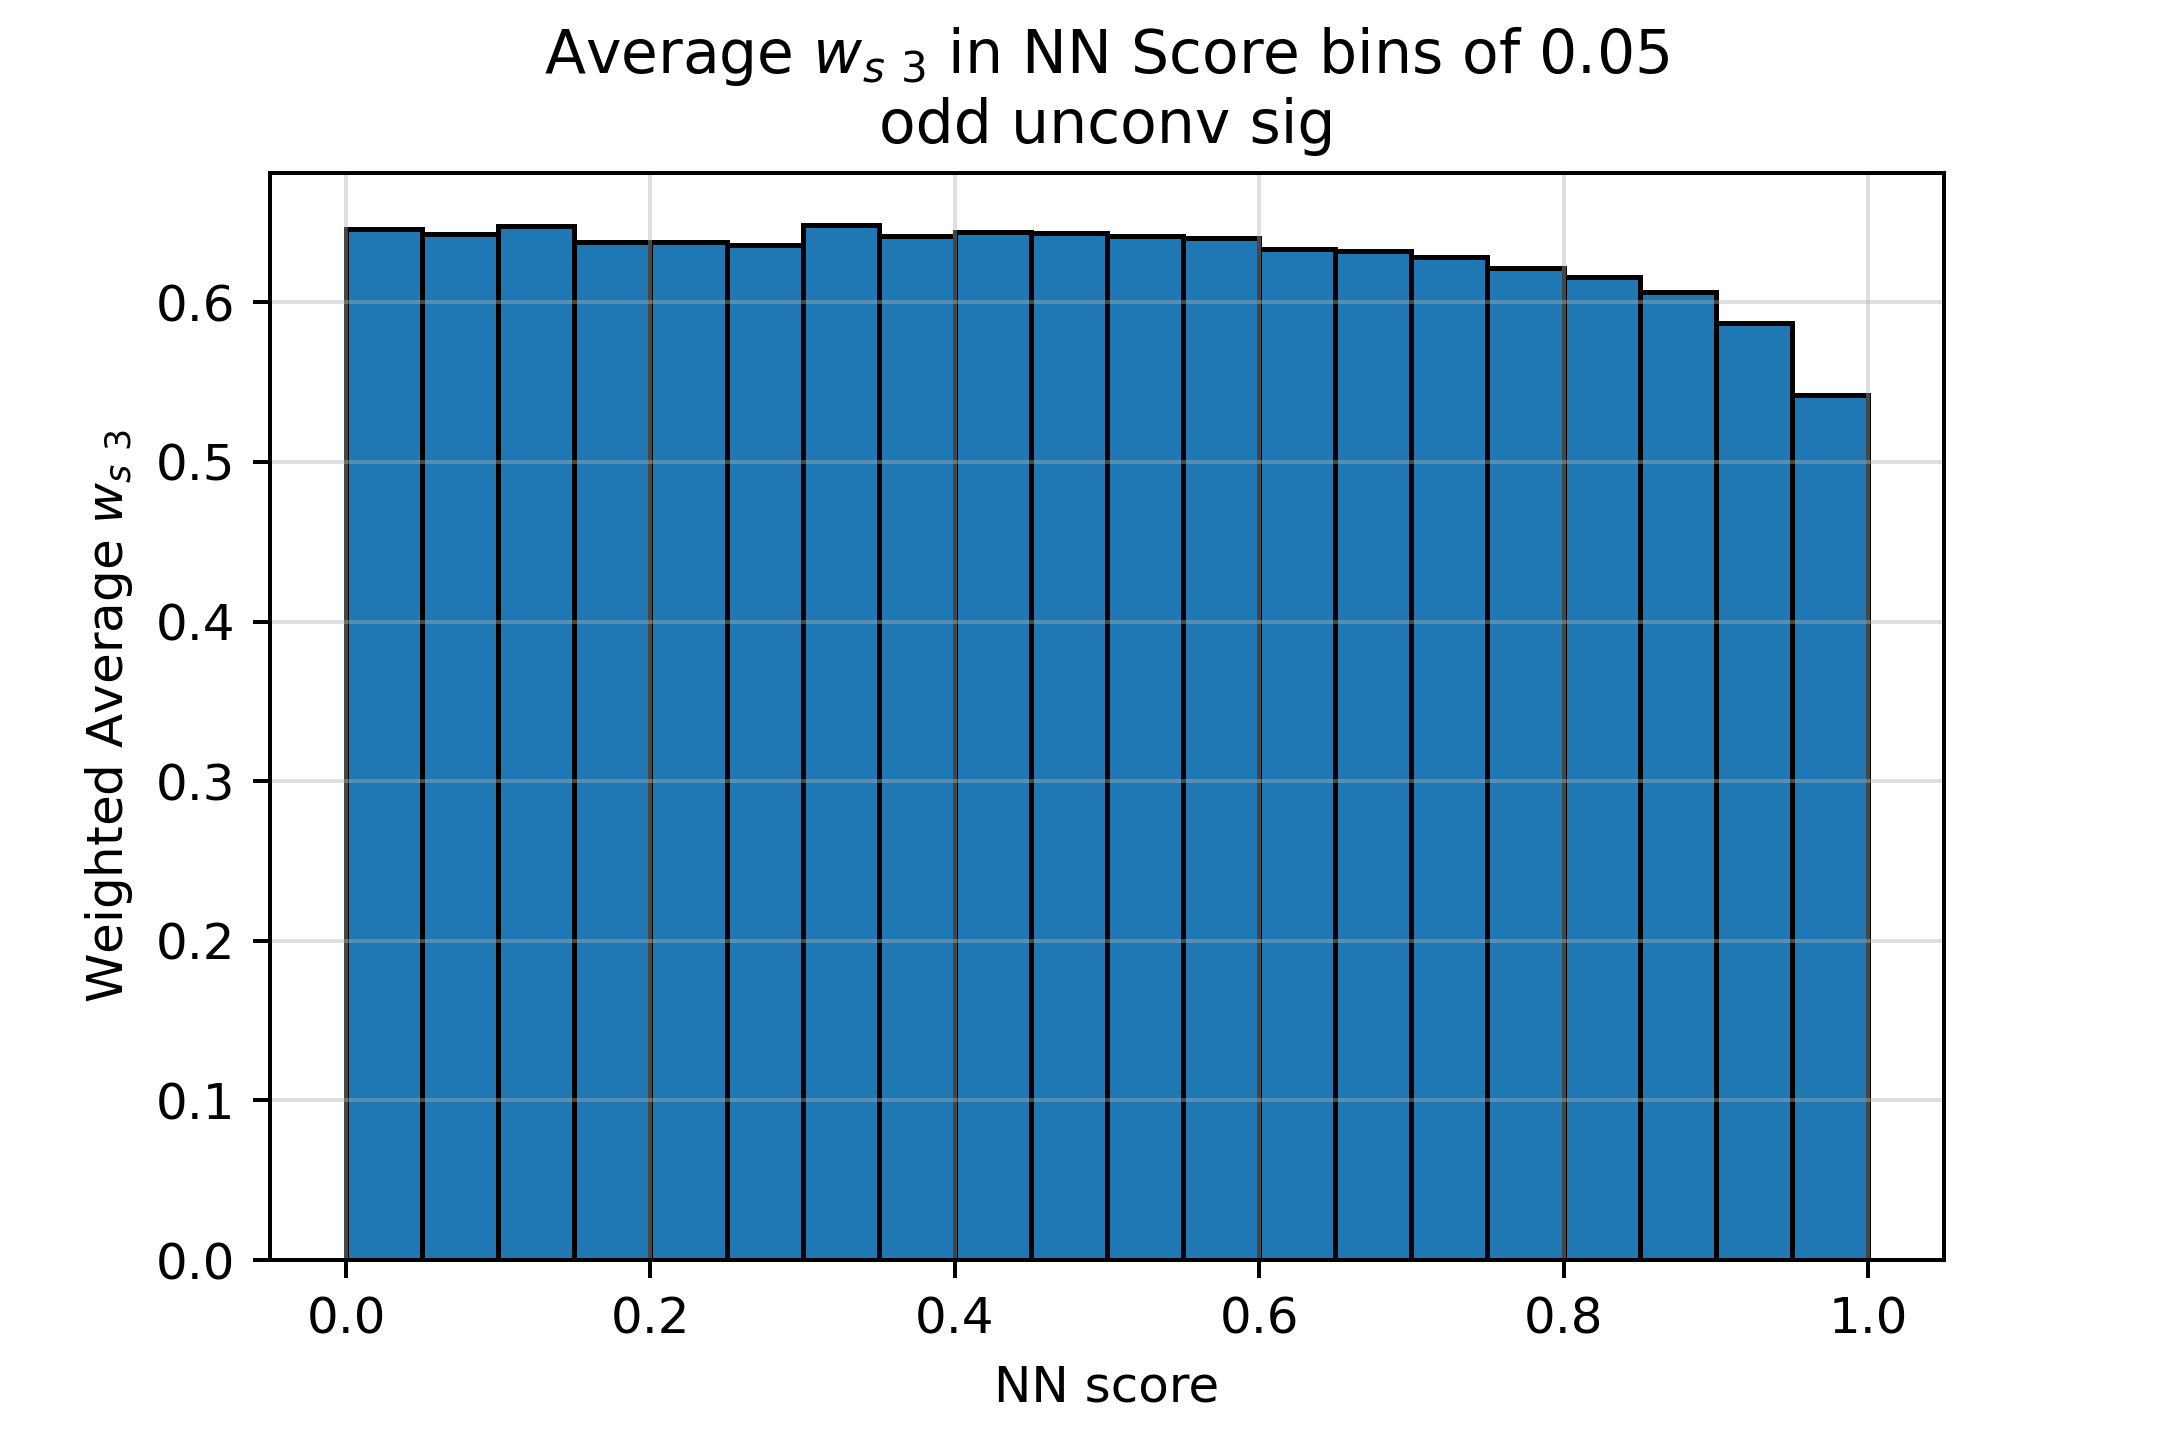 Average w_s 3 in NN Score bins of 0.05
odd unconv sig
Weighted Average w_s 3
0.6
0.5
0.4
0.3
0.2
0.1
0.0
0.0 0.2 0.4 0.6 0.8 1.0
NN score